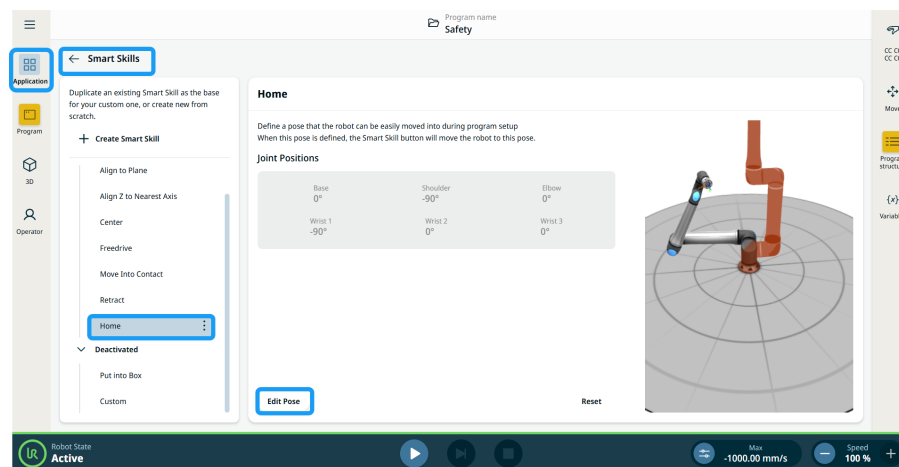 Program name
Safety
Application
Program
3D
Operator
Smart Skills
Duplicate an existing Smart Skill as the base
for your custom one, or create new from
scratch.
Create Smart Skill
Align to Plane
Align Z to Nearest Axis
Center
Freedrive
Move Into Contact
Retract
Home
Deactivated
Put into Box
Custom
Home
Define a pose that the robot can be easily moved into during program setup
When this pose is defined, the Smart Skill button will move the robot to this pose.
Joint Positions
Base Shoulder Elbow
0° -90° 0°
Wrist 1 Wrist 2 Wrist 3
-90° 0° 0°
Edit Pose
Reset
Move
{x}
UR
Robot State
Active
Max
-1000.00 mm/s
Speed
100 %